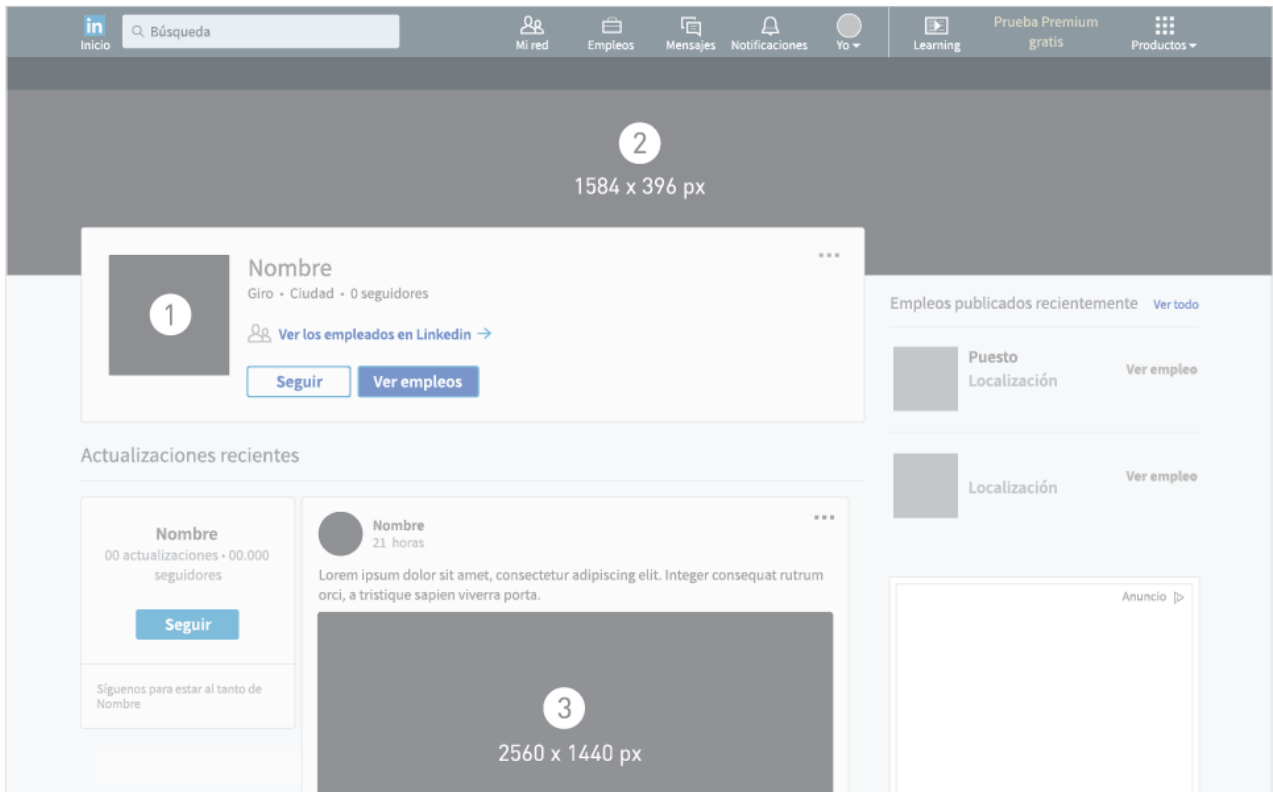 in
Inicio
Búsqueda
Mi red
Empleos
Mensajes
Notificaciones
Yo
Learning
Prueba Premium
gratis
Productos
2
1584 x 396 px
1
Nombre
Giro • Ciudad • 0 seguidores
Ver los empleados en Linkedin →
Seguir
Ver empleos
Empleos publicados recientemente
Ver todo
Puesto
Localización
Ver empleo
Localización
Ver empleo
Actualizaciones recientes
Nombre
00 actualizaciones • 00.000
seguidores
Seguir
Síguenos para estar al tanto de
Nombre
Nombre
21 horas
Lorem ipsum dolor sit amet, consectetur adipiscing elit. Integer consequat rutrum
orci, a tristique sapien viverra porta.
3
2560 x 1440 px
Anuncio